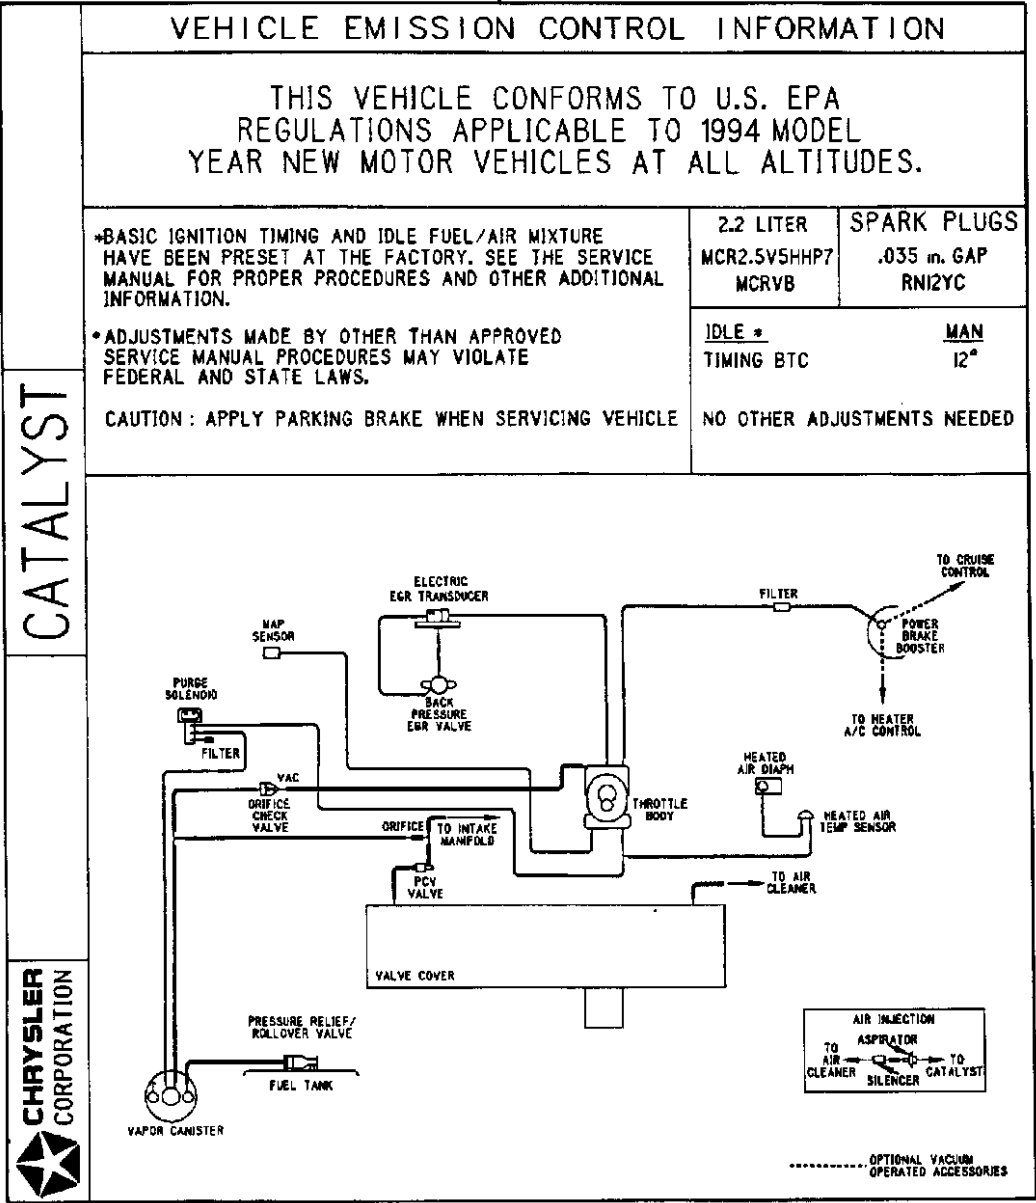 VEHICLE EMISSION CONTROL INFORMATION
THIS VEHICLE CONFORMS TO U.S. EPA
REGULATIONS APPLICABLE TO 1994 MODEL
YEAR NEW MOTOR VEHICLES AT ALL ALTITUDES.
*BASIC IGNITION TIMING AND IDLE FUEL/AIR MIXTURE
HAVE BEEN PRESET AT THE FACTORY. SEE THE SERVICE
MANUAL FOR PROPER PROCEDURES AND OTHER ADDITIONAL
INFORMATION.
•ADJUSTMENTS MADE BY OTHER THAN APPROVED
SERVICE MANUAL PROCEDURES MAY VIOLATE
FEDERAL AND STATE LAWS.
CAUTION : APPLY PARKING BRAKE WHEN SERVICING VEHICLE
2.2 LITER
MCR2.5V5HHP7
MCRVB
SPARK PLUGS
.035 in. GAP
RN12YC
IDLE * MAN
TIMING BTC 12°
NO OTHER ADJUSTMENTS NEEDED
CATALYST
CHRYSLER
CORPORATION
TO CRUISE
CONTROL
ELECTRIC
EGR TRANSDUCER
FILTER
MAP
SENSOR
POWER
BRAKE
BOOSTER
PURGE
SOLENOID
BACK
PRESSURE
EGR VALVE
TO HEATER
A/C CONTROL
FILTER
HEATED
AIR DIAPH
VAC
ORIFICE
CHECK
VALVE
THROTTLE
BODY
ORIFICE
TO INTAKE
MANIFOLD
HEATED AIR
TEMP SENSOR
PCV
VALVE
TO AIR
CLEANER
VALVE COVER
PRESSURE RELIEF/
ROLLOVER VALVE
FUEL TANK
VAPOR CANISTER
AIR INJECTION
ASPIRATOR
TO
AIR
CLEANER
SILENCER
TO
CATALYST
OPTIONAL VACUUM
OPERATED ACCESSORIES